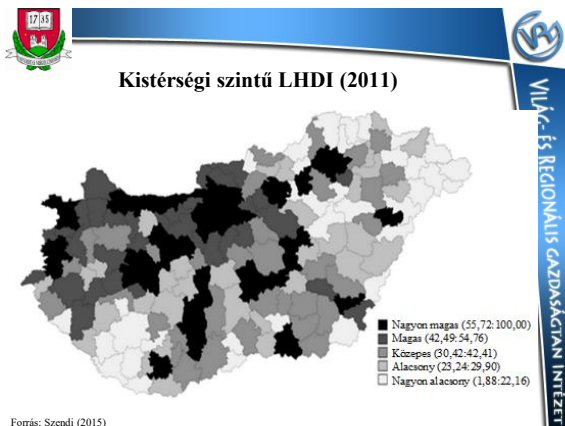 17 35
Kistérségi szintű LHDI (2011)
VILÁG- ÉS REGIONÁLIS GAZDASÁGTAN INTÉZET
Nagyon magas (55,72:100,00)
Magas (42,49:54,76)
Közepes (30,42:42,41)
Alacsony (23,24:29,90)
Nagyon alacsony (1,88:22,16)
Forrás: Szendi (2015)